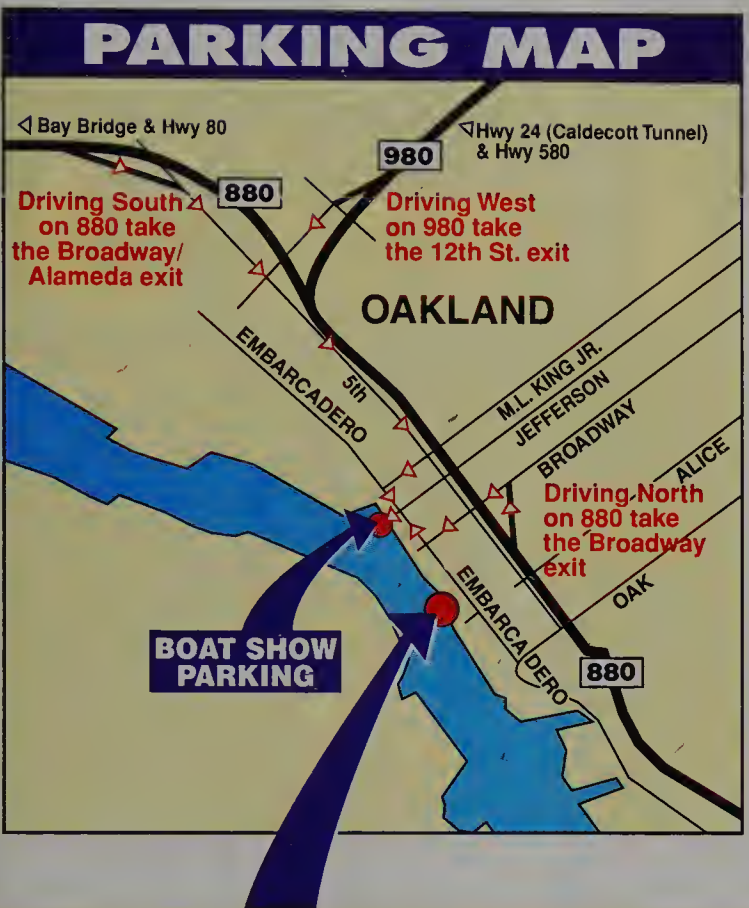 PARKING MAP
◁ Bay Bridge & Hwy 80
◁ Hwy 24 (Caldecott Tunnel)
& Hwy 580
980
880
Driving South
on 880 take
the Broadway/
Alameda exit
Driving West
on 980 take
the 12th St. exit
OAKLAND
EMBARCADERO
5th
M.L. KING JR.
JEFFERSON
BROADWAY
ALICE
Driving North
on 880 take
the Broadway
exit
OAK
EMBARCADERO
BOAT SHOW
PARKING
880